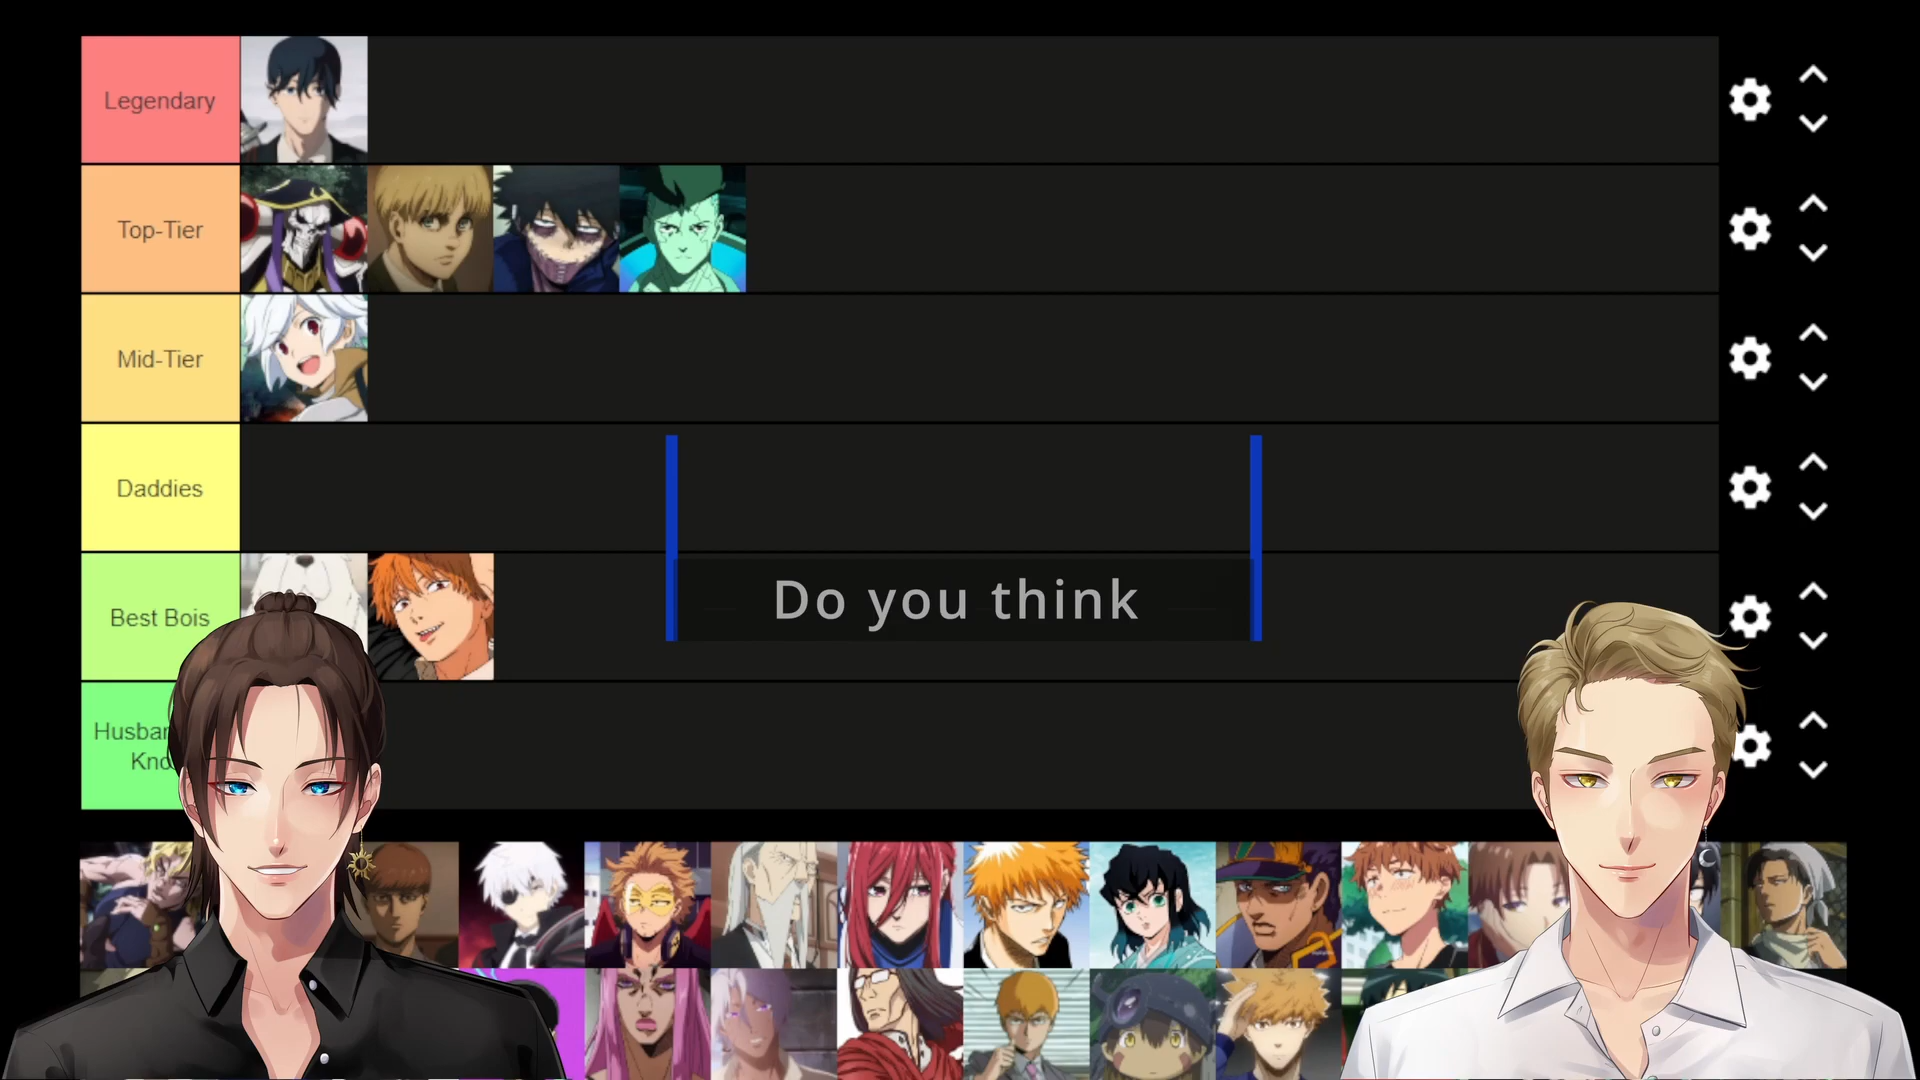 Legendary
Top-Tier
Mid-Tier
Daddies
Best Bois
Do you think